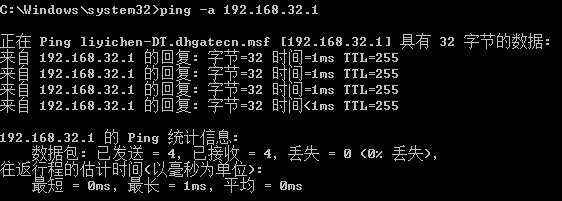 C:\Windows\system32>ping -a 192.168.32.1
正在 Ping liyichen-DT.dhgatecn.msf [192.168.32.1] 具有 32 字节的数据:
来自 192.168.32.1 的回复: 字节=32 时间=1ms TTL=255
来自 192.168.32.1 的回复: 字节=32 时间=1ms TTL=255
来自 192.168.32.1 的回复: 字节=32 时间=1ms TTL=255
来自 192.168.32.1 的回复: 字节=32 时间<1ms TTL=255
192.168.32.1 的 Ping 统计信息:
数据包: 已发送 = 4，已接收 = 4，丢失 = 0 (0% 丢失)，
往返行程的估计时间(以毫秒为单位):
最短 = 0ms，最长 = 1ms，平均 = 0ms